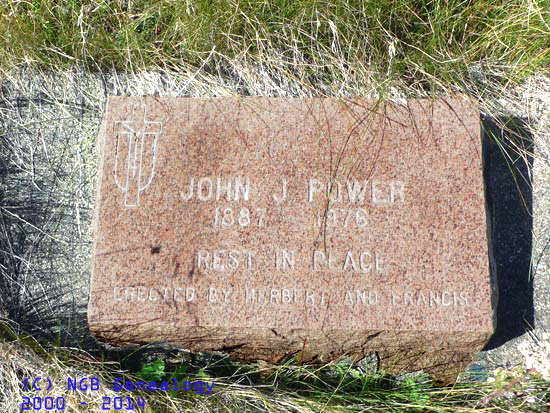 JOHN J POWER
1887 1976
REST IN PEACE
ERECTED BY HERBERT AND FRANCIS
(C) NGB Genealogy
2000 - 2014